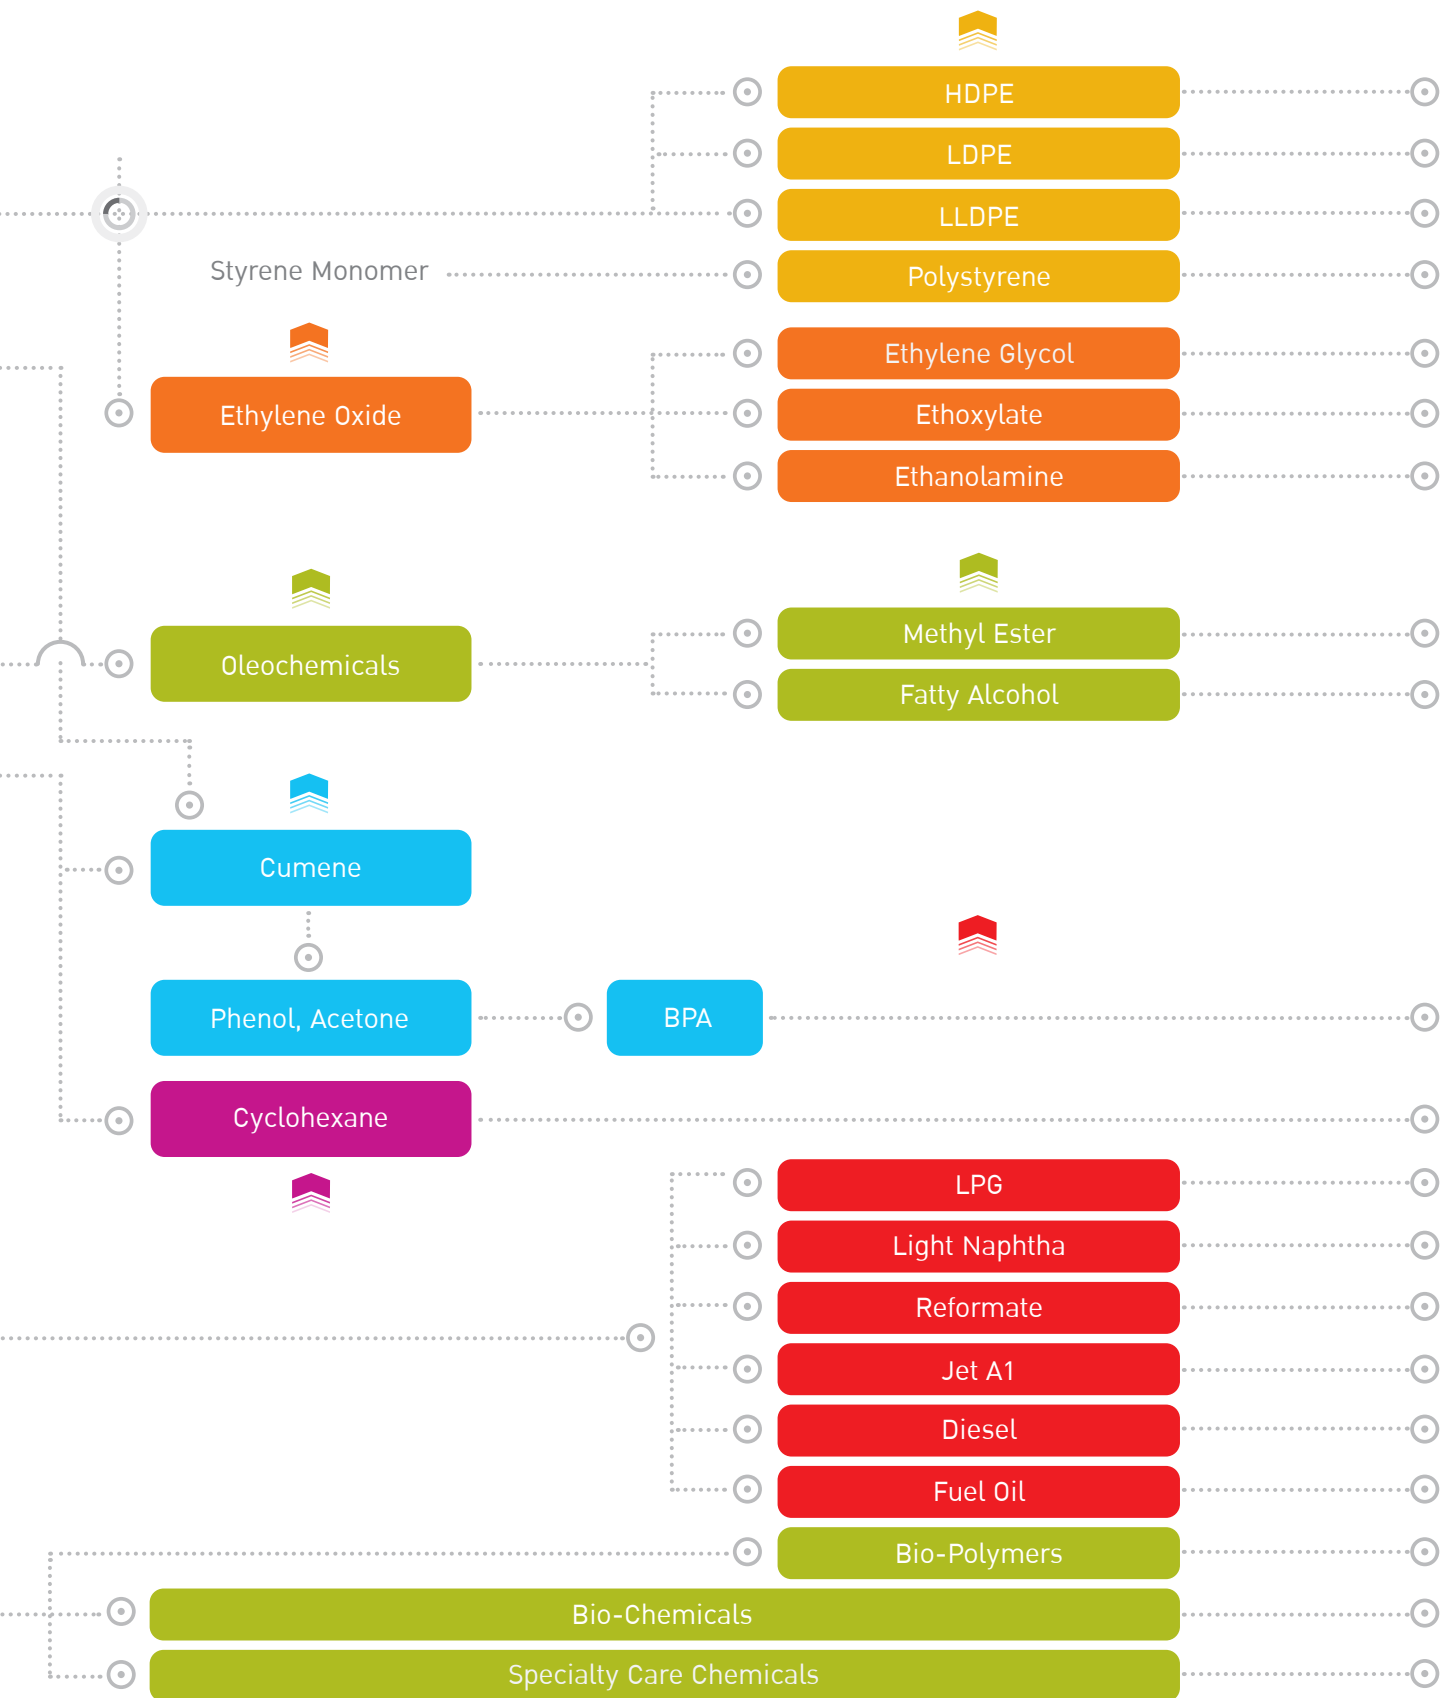 HDPE
LDPE
LLDPE
Styrene Monomer
Polystyrene
Ethylene Glycol
Ethylene Oxide
Ethoxylate
Ethanolamine
Methyl Ester
Oleochemicals
Fatty Alcohol
Cumene
Phenol, Acetone
BPA
Cyclohexane
LPG
Light Naphtha
Reformate
Jet A1
Diesel
Fuel Oil
Bio-Polymers
Bio-Chemicals
Specialty Care Chemicals